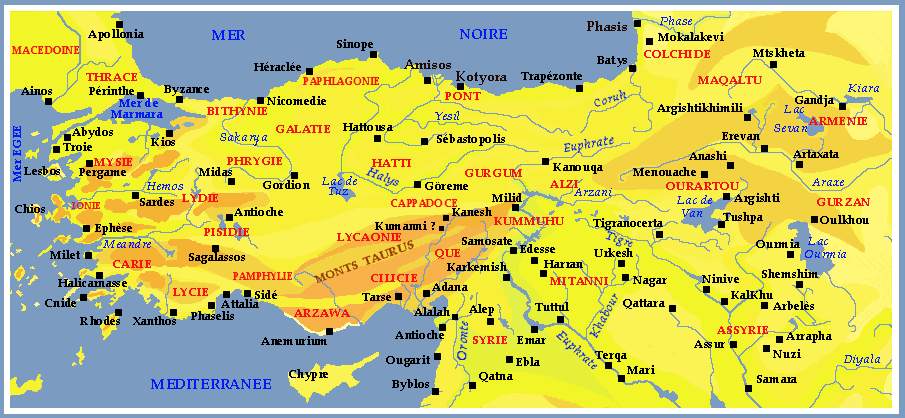 Phasis
Phase
Apollonia
MER
NOIRE
Mokalakevi
MACEDOINE
Sinope
COLCHIDE
Mtskheta
Héraclée
Amisos
Batys
THRACE
PAPHLAGONIE
Kotyora
Trapézonte
MAQALTU
Ainos
Périnthe
Byzance
PONT
Kiara
Mer de
Marmara
BITHYNIE
Nicomedie
Coruh
Argishtikhimili
Lac
Sevan
Gandja
ARMENIE
Yesil
Abydos
GALATIE
Hattousa
Mer EGEE
Troie
Kios
Sakarya
Sébastopolis
Euphrate
Erevan
MYSIE
PHRYGIE
HATTI
Anashi
Artaxata
Lesbos
Pergame
Midas
Halys
GURGUM
Kanouqa
Menouache
Hemos
Gordion
Lac de
Tuz
Göreme
ALZI
OURARTOU
Araxe
Sardes
LYDIE
CAPPADOCE
Milid
Arzani
Lac de
Van
Argishti
GURZAN
Chios
IONIE
Antioche
Kanesh
KUMMUHU
Tigranocerta
Tushpa
Oulkhou
Ephèse
PISIDIE
Kumanni ?
LYCAONIE
Tigre
Méandre
Samosate
Edesse
Ourmia
Lac
Ourmia
Milet
Sagalassos
MONTS TAURUS
QUE
Urkesh
CARIE
Karkemish
Harran
Shemshim
Halicarnasse
PAMPHYLIE
CILICIE
MITANNI
Nagar
Ninive
Cnide
LYCIE
Sidé
Tarse
Adana
KalKhu
Attalia
Khabour
Qattara
Arbeles
Rhodes
Xanthos
Phaselis
ARZAWA
Alalah
Alep
Tuttul
ASSYRIE
Anemurium
Antioche
Oronte
SYRIE
Emar
Euphrate
Assur
Arrapha
Ougarit
Ebla
Terqa
Nuzi
Diyala
MEDITERRANEE
Chypre
Byblos
Qatna
Mari
Samara